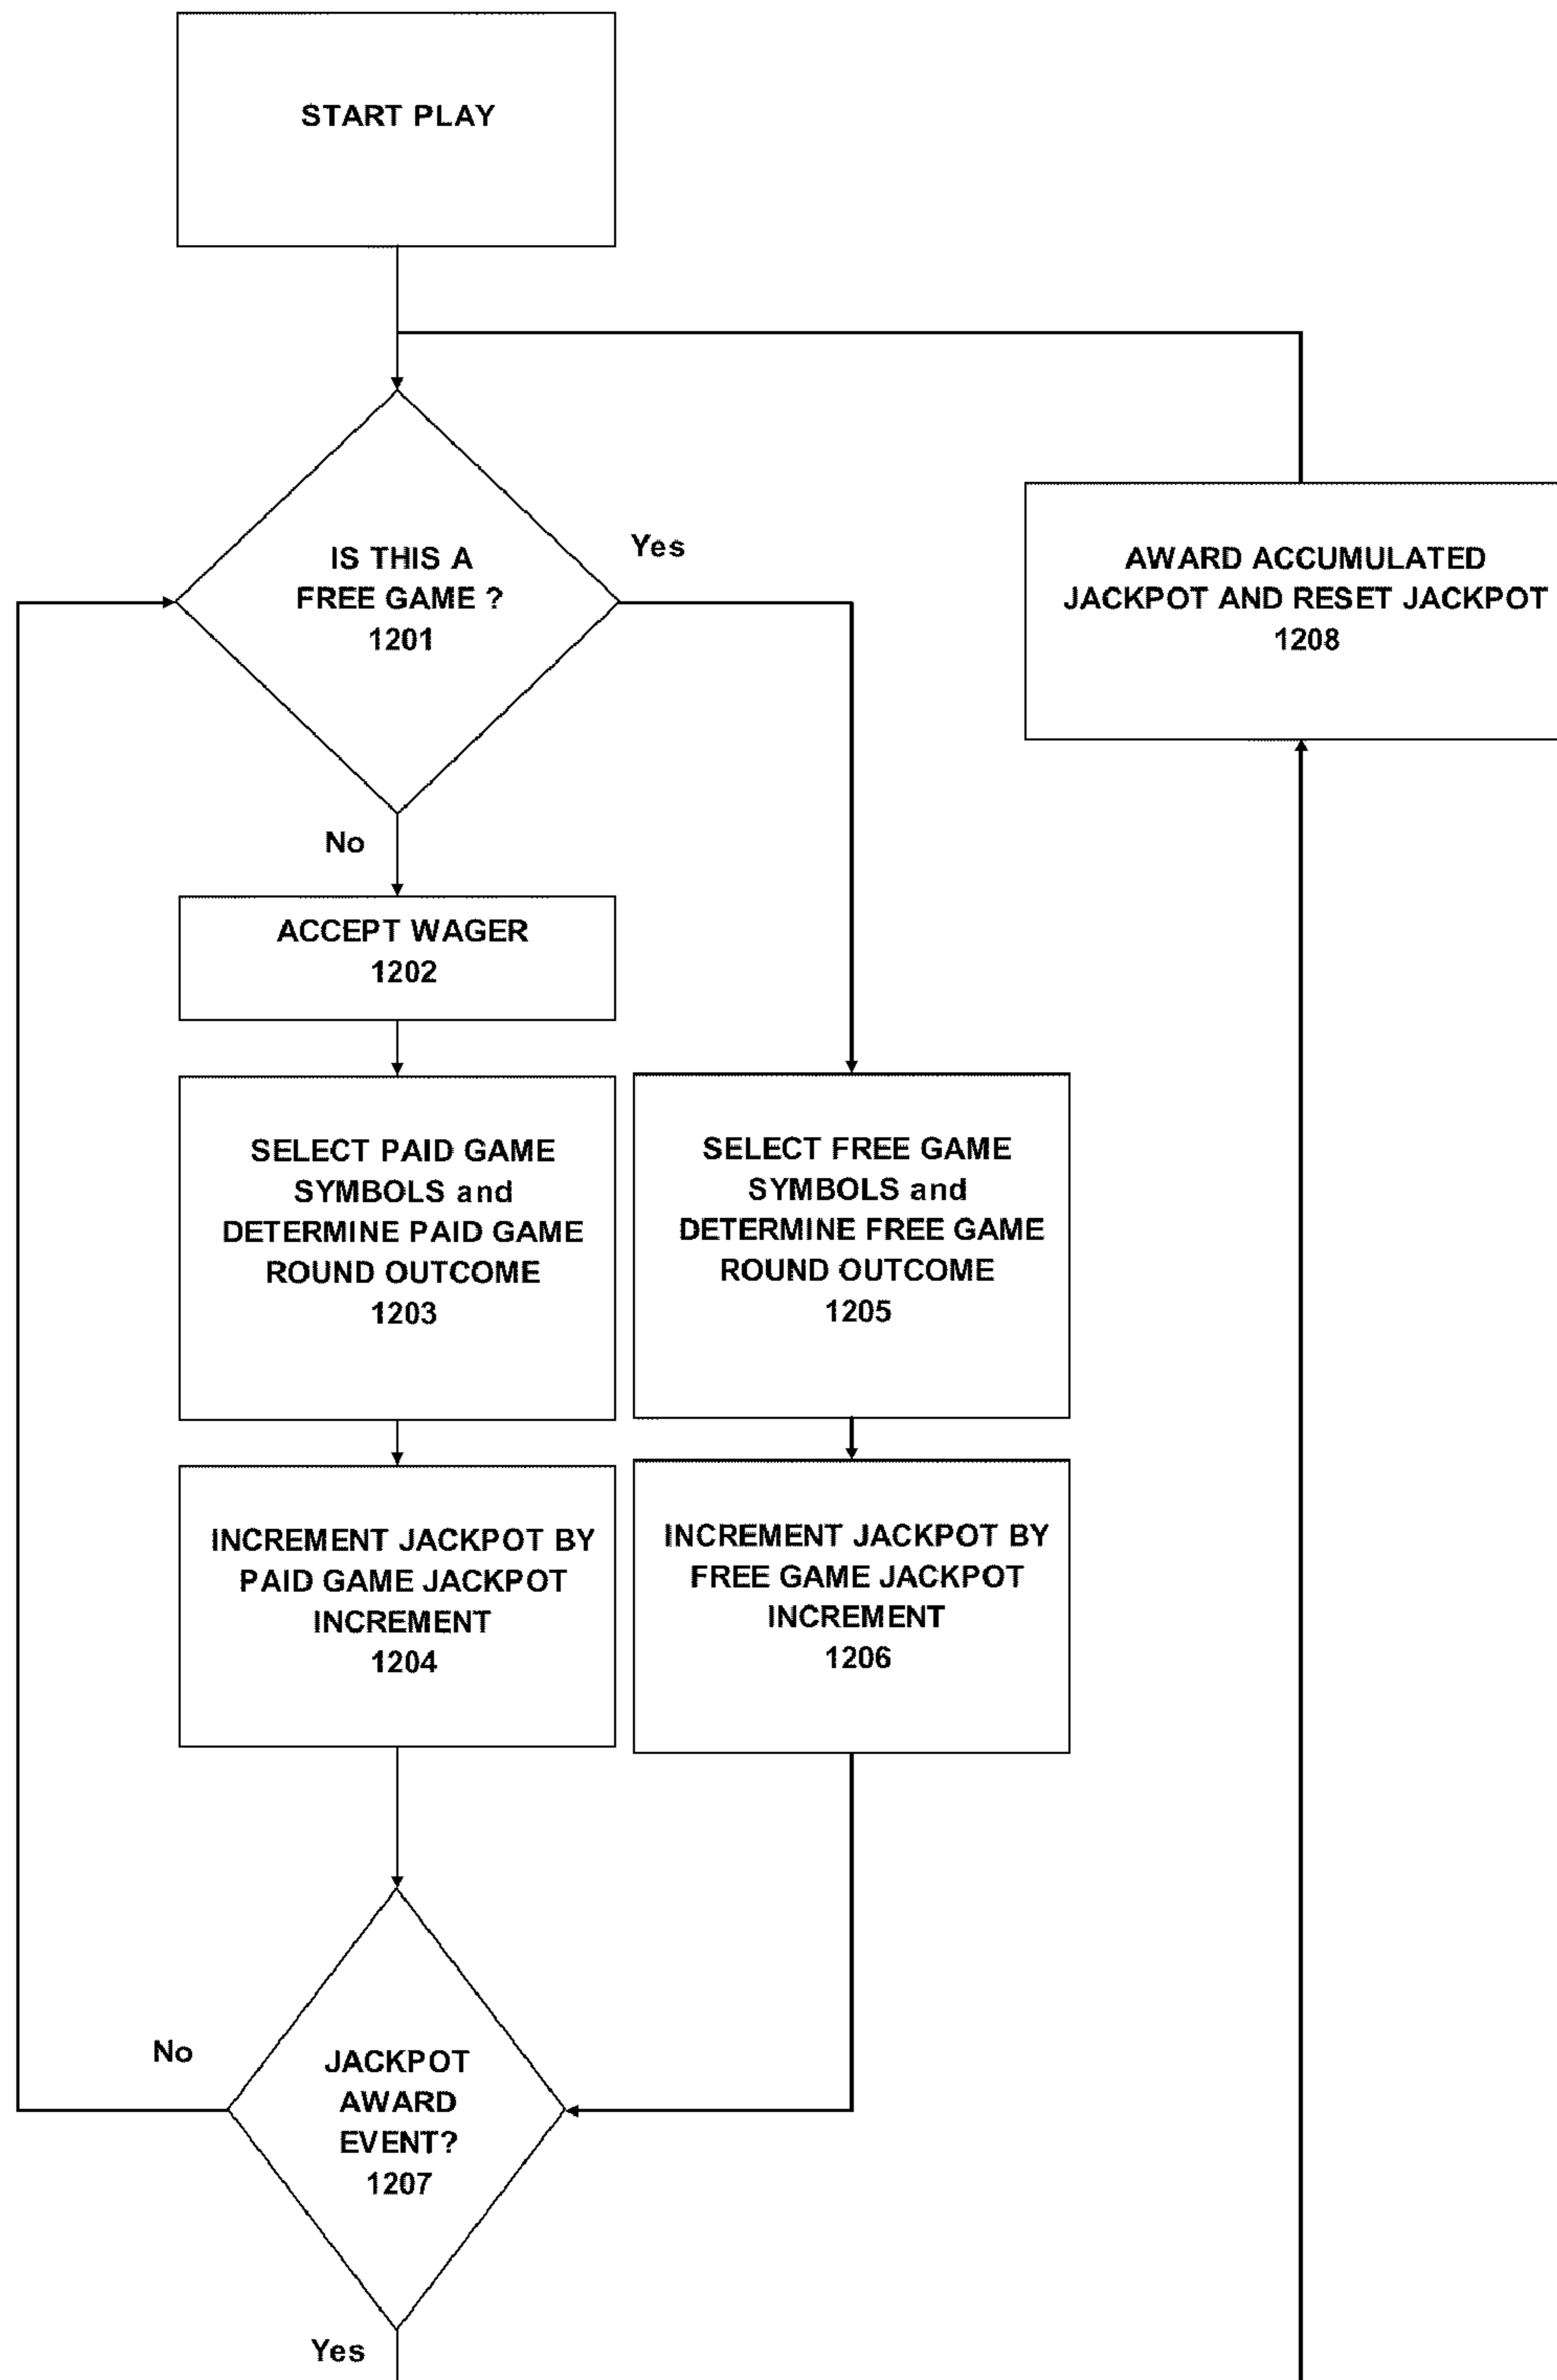 START PLAY
IS THIS A
FREE GAME ?
1201
Yes
AWARD ACCUMULATED
JACKPOT AND RESET JACKPOT
1208
No
ACCEPT WAGER
1202
SELECT PAID GAME
SYMBOLS and
DETERMINE PAID GAME
ROUND OUTCOME
1203
SELECT FREE GAME
SYMBOLS and
DETERMINE FREE GAME
ROUND OUTCOME
1205
INCREMENT JACKPOT BY
PAID GAME JACKPOT
INCREMENT
1204
INCREMENT JACKPOT BY
FREE GAME JACKPOT
INCREMENT
1206
No
JACKPOT
AWARD
EVENT?
1207
Yes